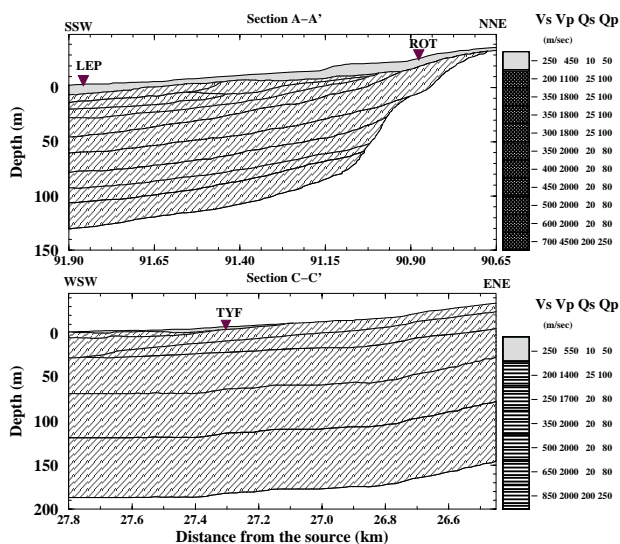 Section A–A'
SSW
NNE
Vs Vp Qs Qp
(m/sec)
LEP
ROT
Depth (m)
0
50
100
150
91.90
91.65
91.40
91.15
90.90
90.65
250 450 10 50
200 1100 25 100
350 1800 25 100
300 1800 25 100
350 2000 20 80
400 2000 20 80
450 2000 20 80
500 2000 20 80
600 2000 20 80
700 4500 200 250
Section C–C'
WSW
ENE
Vs Vp Qs Qp
(m/sec)
TYF
Depth (m)
0
50
100
150
200
27.8
27.4
27.2
27.0
26.8
26.6
Distance from the source (km)
250 550 10 50
200 1400 25 100
250 1700 20 80
350 2000 20 80
500 2000 20 80
650 2000 20 80
850 2000 200 250